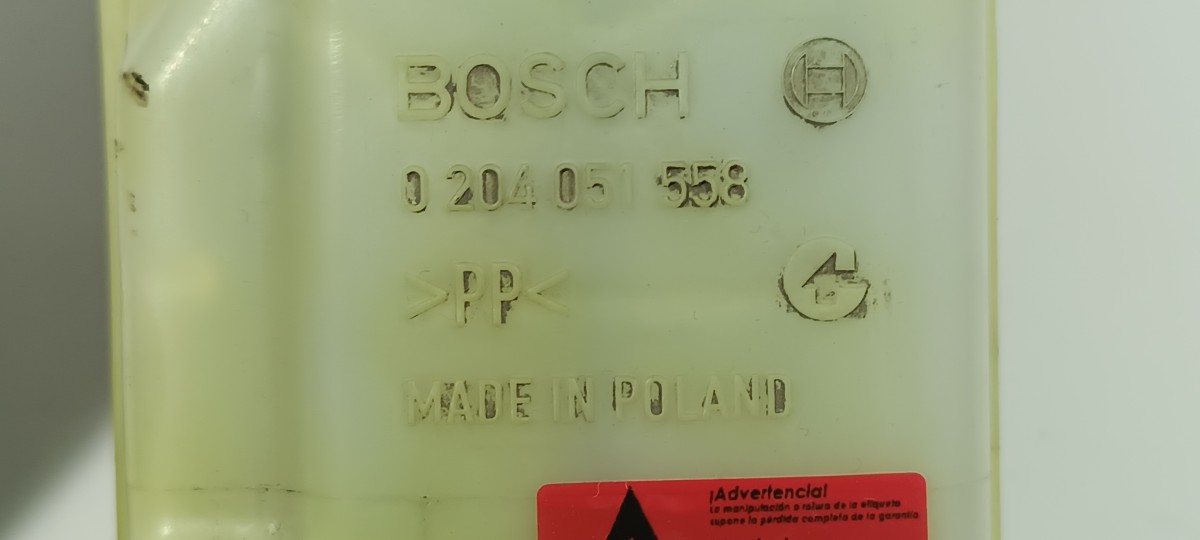 BOSCH
0 204 051 558
>PP<
MADE IN POLAND
¡Advertencia!
La manipulación o rotura de la etiqueta
supone la pérdida completa de la garantía